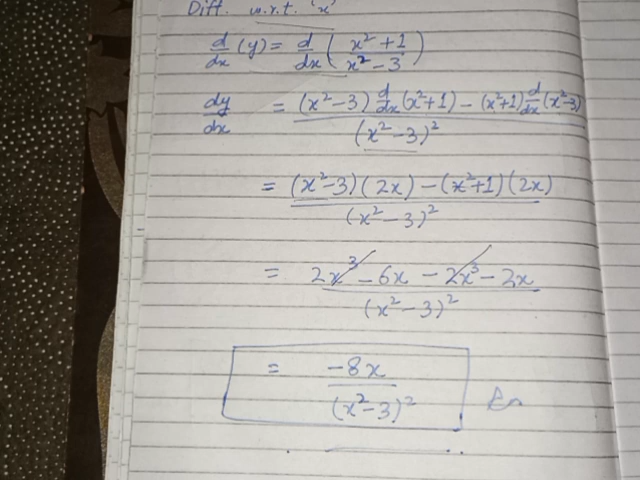 Diff. w.r.t. 'x'
d/dx (y) = d/dx ( (x² + 1) / (x² - 3) )
dy/dx = ( (x² - 3) d/dx (x² + 1) - (x² + 1) d/dx (x² - 3) ) / (x² - 3)²
= ( (x² - 3) (2x) - (x² + 1) (2x) ) / (x² - 3)²
= ( 2x³ - 6x - 2x³ - 2x ) / (x² - 3)²
= -8x / (x² - 3)²